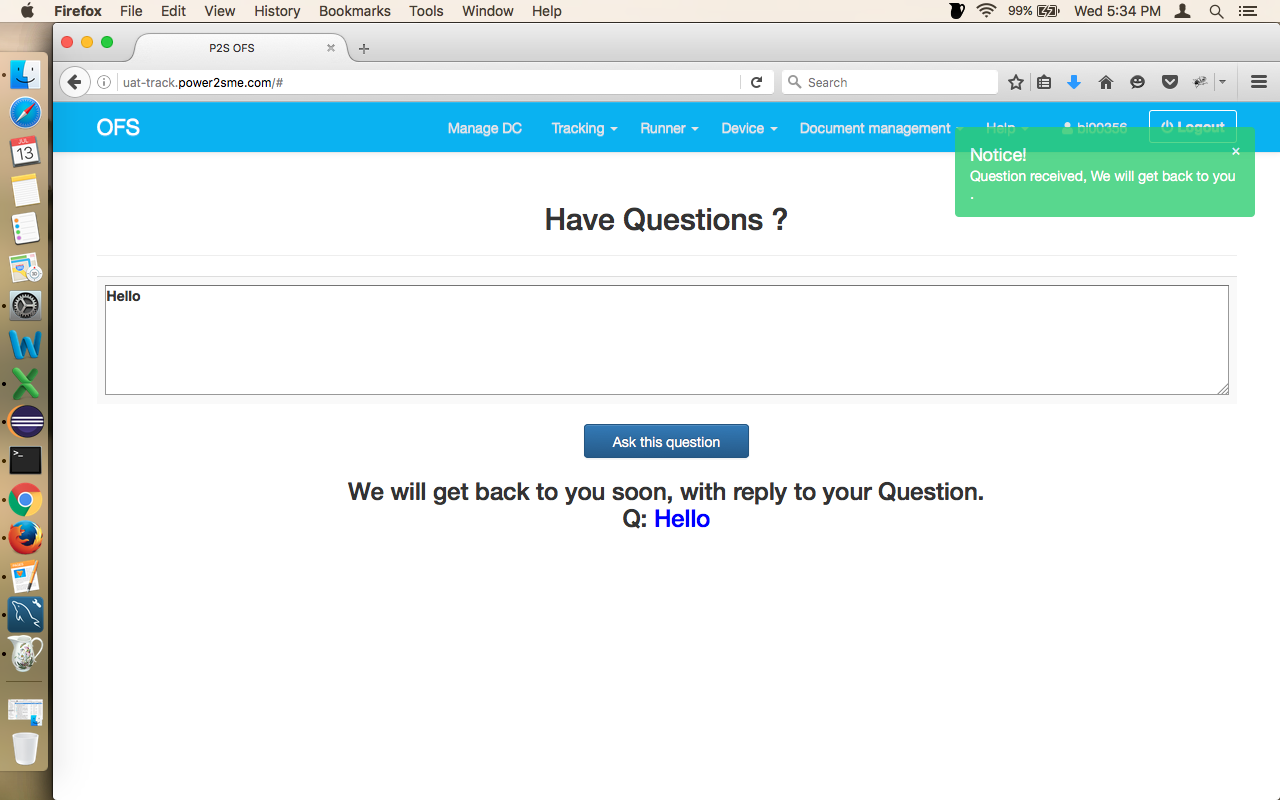 Firefox File Edit View History Bookmarks Tools Window Help 99% Wed 5:34 PM
P2S OFS
uat-track.power2sme.com/# Search
OFS Manage DC Tracking Runner Device Document management Help bi00356 Logout
Notice!
Question received, We will get back to you
.
Have Questions ?
Hello
Ask this question
We will get back to you soon, with reply to your Question.
Q: Hello
JUL
13